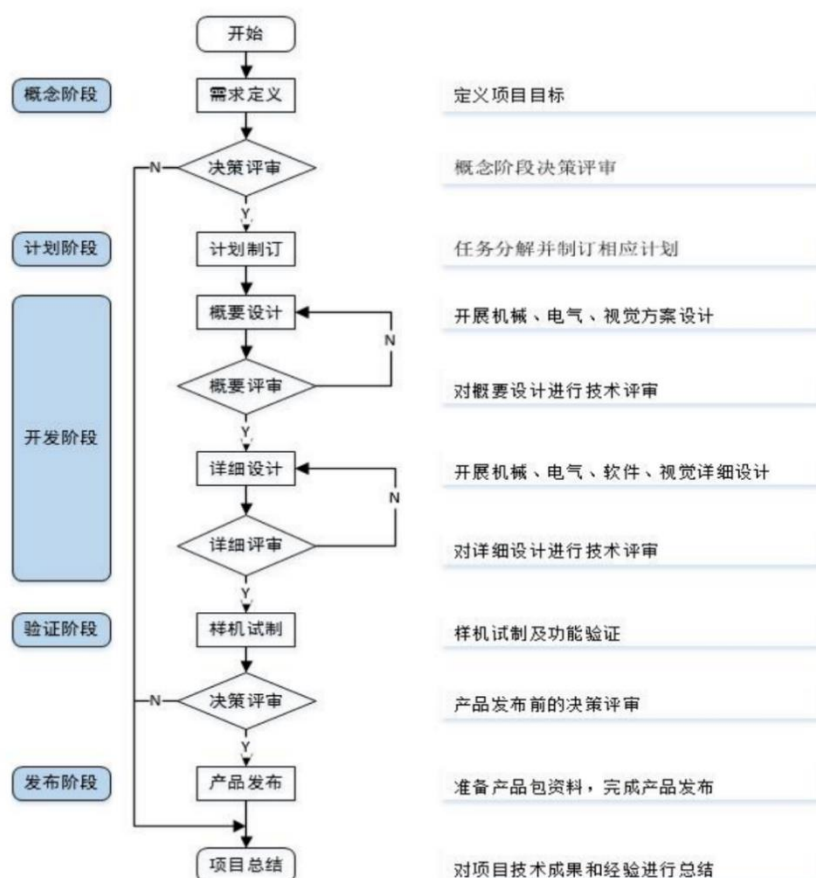 开始
概念阶段
需求定义
定义项目目标
N
决策评审
概念阶段决策评审
Y
计划阶段
计划制订
任务分解并制订相应计划
概要设计
开展机械、电气、视觉方案设计
N
概要评审
对概要设计进行技术评审
Y
开发阶段
详细设计
开展机械、电气、软件、视觉详细设计
N
详细评审
对详细设计进行技术评审
Y
验证阶段
样机试制
样机试制及功能验证
N
决策评审
产品发布前的决策评审
Y
发布阶段
产品发布
准备产品包资料，完成产品发布
项目总结
对项目技术成果和经验进行总结